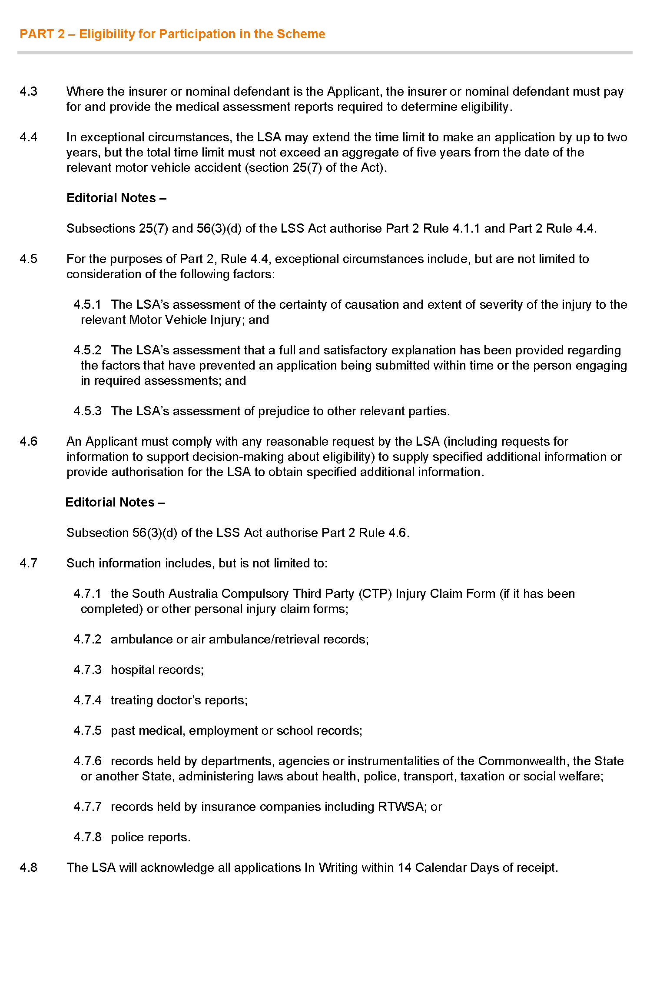 PART 2 – Eligibility for Participation in the Scheme
4.3 Where the insurer or nominal defendant is the Applicant, the insurer or nominal defendant must pay
for and provide the medical assessment reports required to determine eligibility.
4.4 In exceptional circumstances, the LSA may extend the time limit to make an application by up to two
years, but the total time limit must not exceed an aggregate of five years from the date of the
relevant motor vehicle accident (section 25(7) of the Act).
Editorial Notes –
Subsections 25(7) and 56(3)(d) of the LSS Act authorise Part 2 Rule 4.1.1 and Part 2 Rule 4.4.
4.5 For the purposes of Part 2, Rule 4.4, exceptional circumstances include, but are not limited to
consideration of the following factors:
4.5.1 The LSA’s assessment of the certainty of causation and extent of severity of the injury to the
relevant Motor Vehicle Injury; and
4.5.2 The LSA’s assessment that a full and satisfactory explanation has been provided regarding
the factors that have prevented an application being submitted within time or the person engaging
in required assessments; and
4.5.3 The LSA’s assessment of prejudice to other relevant parties.
4.6 An Applicant must comply with any reasonable request by the LSA (including requests for
information to support decision-making about eligibility) to supply specified additional information or
provide authorisation for the LSA to obtain specified additional information.
Editorial Notes –
Subsection 56(3)(d) of the LSS Act authorise Part 2 Rule 4.6.
4.7 Such information includes, but is not limited to:
4.7.1 the South Australia Compulsory Third Party (CTP) Injury Claim Form (if it has been
completed) or other personal injury claim forms;
4.7.2 ambulance or air ambulance/retrieval records;
4.7.3 hospital records;
4.7.4 treating doctor’s reports;
4.7.5 past medical, employment or school records;
4.7.6 records held by departments, agencies or instrumentalities of the Commonwealth, the State
or another State, administering laws about health, police, transport, taxation or social welfare;
4.7.7 records held by insurance companies including RTWSA; or
4.7.8 police reports.
4.8 The LSA will acknowledge all applications In Writing within 14 Calendar Days of receipt.